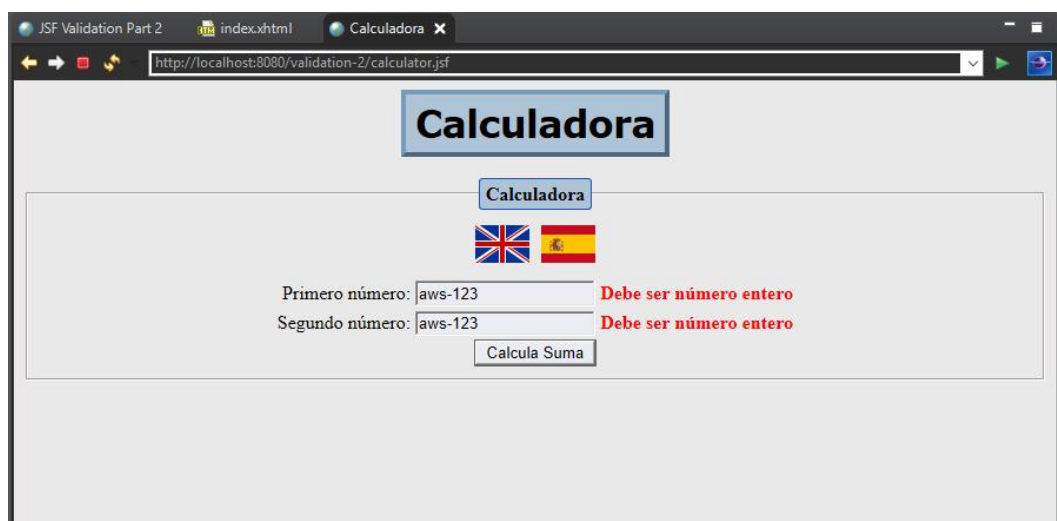 JSF Validation Part 2 index.xhtml Calculadora
http://localhost:8080/validation-2/calculator.jsf
Calculadora
Calculadora
Primero número: aws-123 Debe ser número entero
Segundo número: aws-123 Debe ser número entero
Calcula Suma